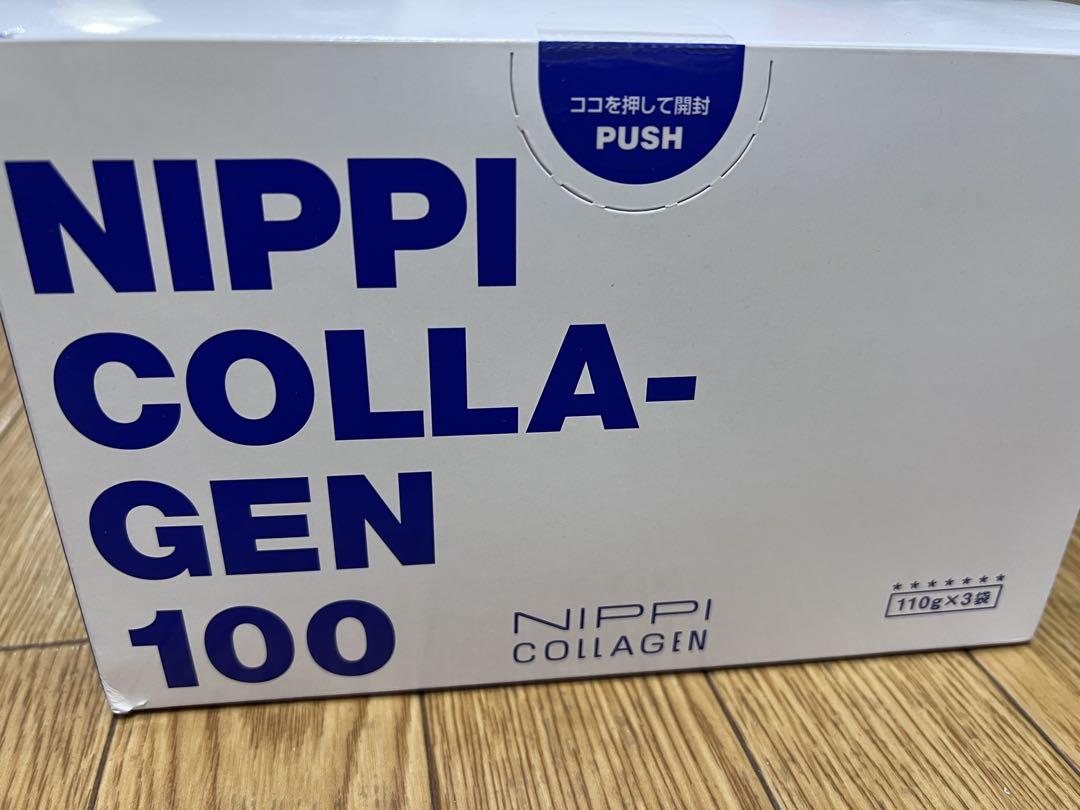 ココを押して開封
PUSH
NIPPI
COLLA-
GEN
100
NIPPI
COLLAGEN
*******
110g×3袋